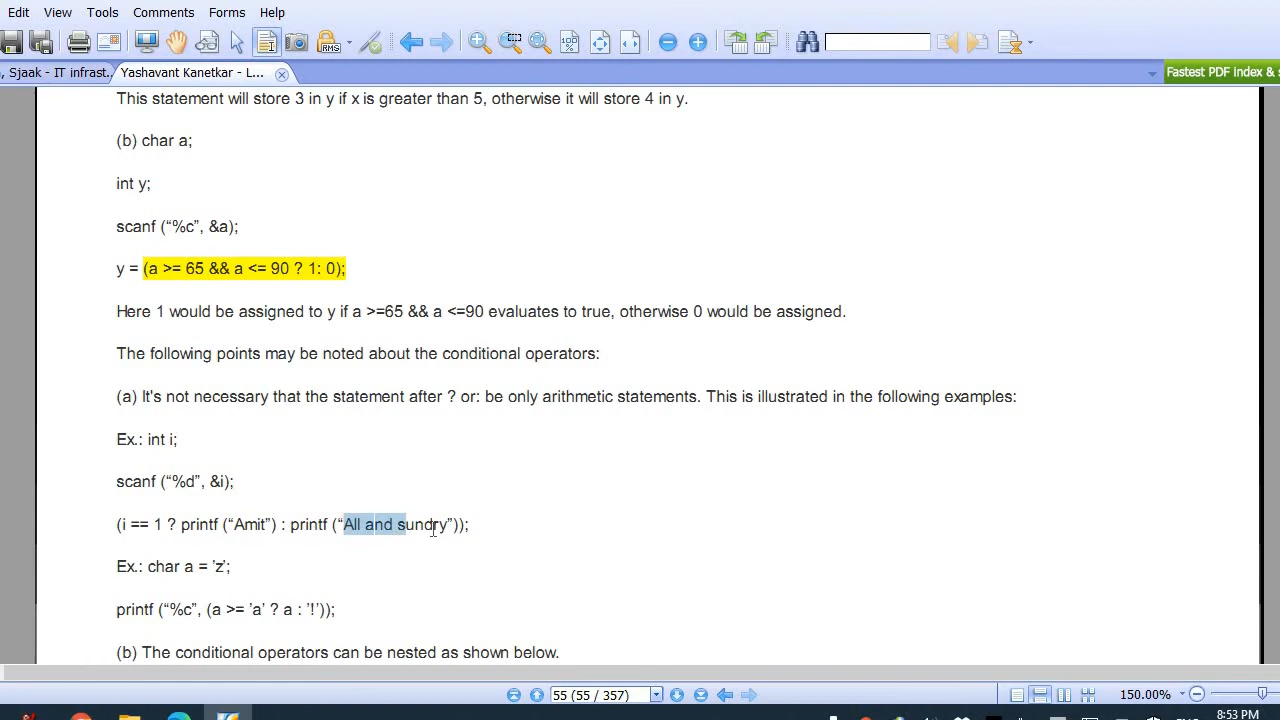 Edit View Tools Comments Forms Help
RMS
, Sjaak - IT infrast... Yashavant Kanetkar - L... Fastest PDF index & s
This statement will store 3 in y if x is greater than 5, otherwise it will store 4 in y.
(b) char a;
int y;
scanf (“%c”, &a);
y = (a >= 65 && a <= 90 ? 1: 0);
Here 1 would be assigned to y if a >=65 && a <=90 evaluates to true, otherwise 0 would be assigned.
The following points may be noted about the conditional operators:
(a) It's not necessary that the statement after ? or: be only arithmetic statements. This is illustrated in the following examples:
Ex.: int i;
scanf (“%d”, &i);
(i == 1 ? printf (“Amit”) : printf (“All and sundry”));
Ex.: char a = ’z’;
printf (“%c”, (a >= ’a’ ? a : ’!’));
(b) The conditional operators can be nested as shown below.
55 (55 / 357) 150.00%
8:53 PM